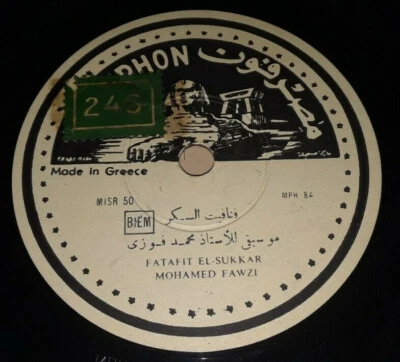 PHON مصرفون
246
Made in Greece
MISR 50
MPH 84
BIEM
فتافيت السكر
موسيقى للأستاذ محمد فوزى
FATAFIT EL-SUKKAR
MOHAMED FAWZI